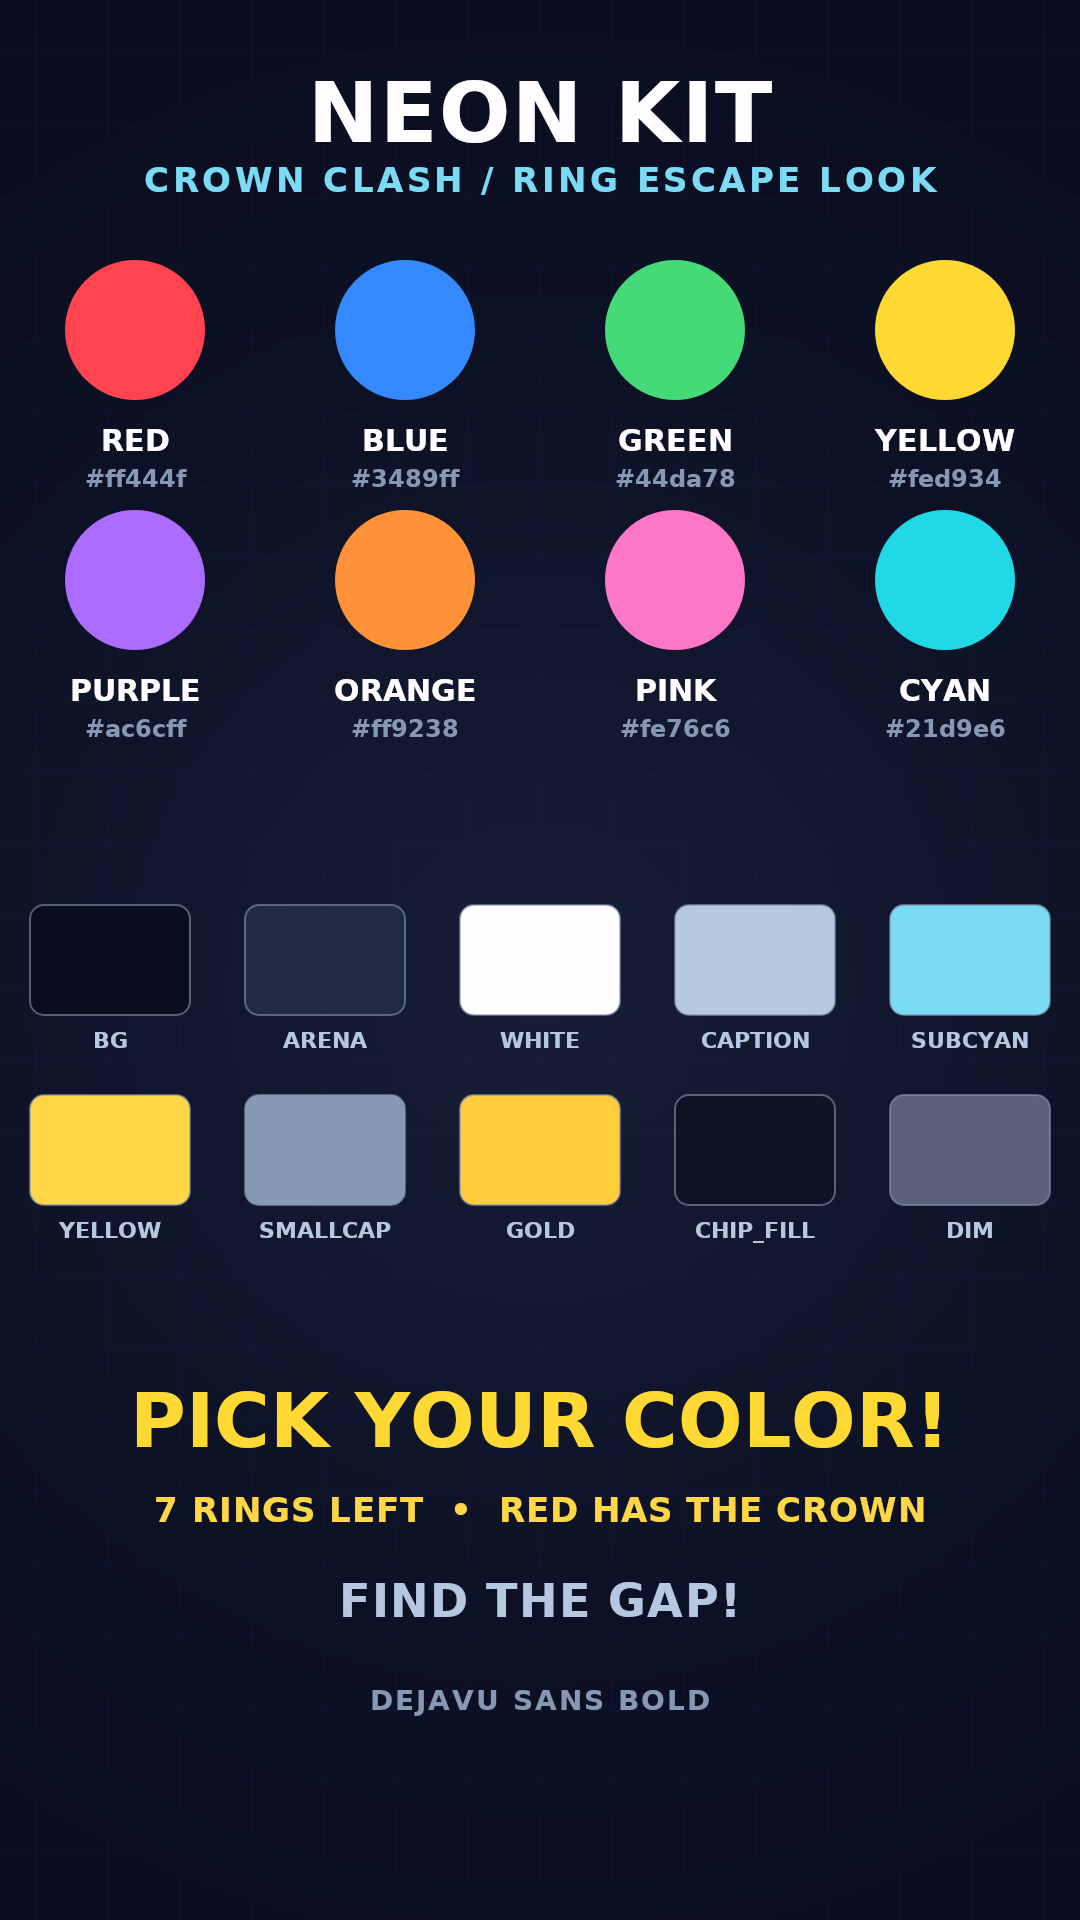 NEON KIT
CROWN CLASH / RING ESCAPE LOOK
RED BLUE GREEN YELLOW
#ff444f #3489ff #44da78 #fed934
PURPLE ORANGE PINK CYAN
#ac6cff #ff9238 #fe76c6 #21d9e6
BG ARENA WHITE CAPTION SUBCYAN
YELLOW SMALLCAP GOLD CHIP_FILL DIM
PICK YOUR COLOR!
7 RINGS LEFT • RED HAS THE CROWN
FIND THE GAP!
DEJAVU SANS BOLD